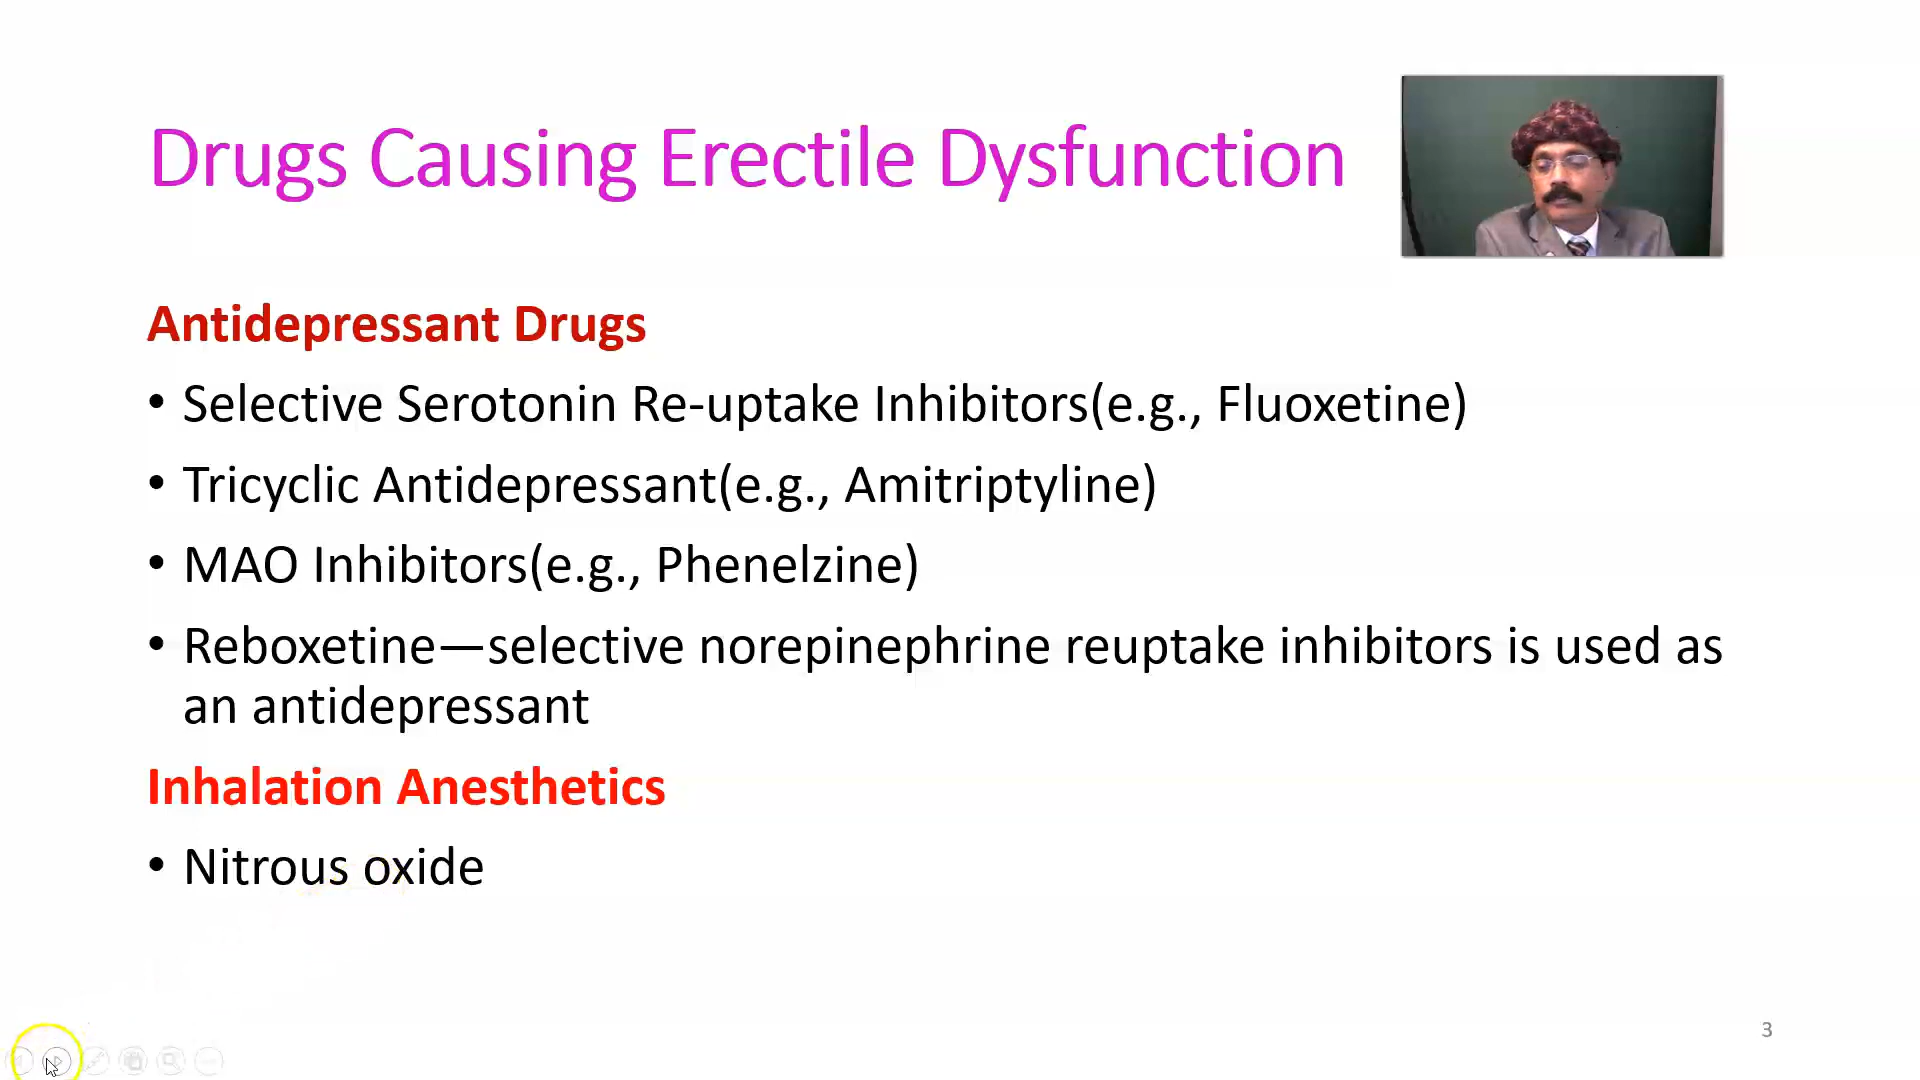 Drugs Causing Erectile Dysfunction
Antidepressant Drugs
• Selective Serotonin Re-uptake Inhibitors(e.g., Fluoxetine)
• Tricyclic Antidepressant(e.g., Amitriptyline)
• MAO Inhibitors(e.g., Phenelzine)
• Reboxetine—selective norepinephrine reuptake inhibitors is used as
an antidepressant
Inhalation Anesthetics
• Nitrous oxide
3